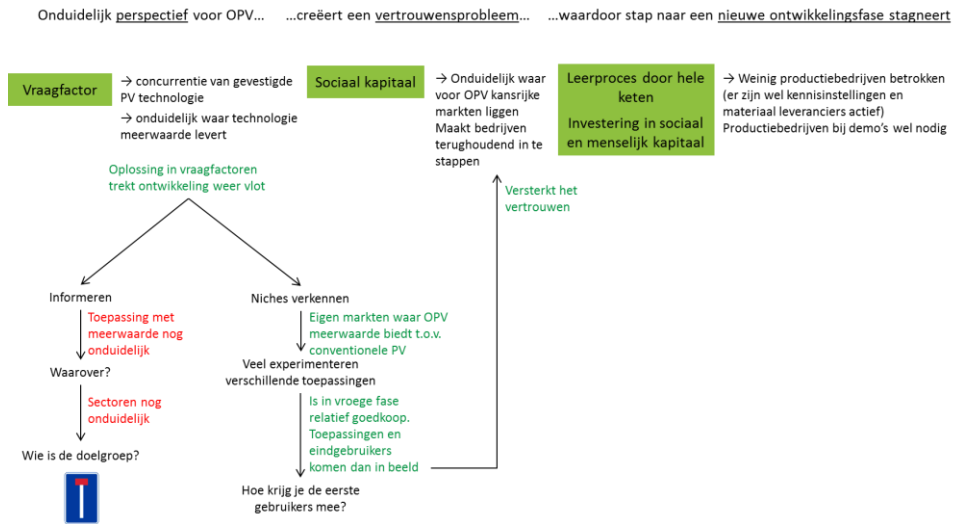 Onduidelijk perspectief voor OPV...
...creëert een vertrouwensprobleem...
...waardoor stap naar een nieuwe ontwikkelingsfase stagneert
Vraagfactor
→ concurrentie van gevestigde
PV technologie
→ onduidelijk waar technologie
meerwaarde levert
Sociaal kapitaal
→ Onduidelijk waar
voor OPV kansrijke
markten liggen
Maakt bedrijven
terughoudend in te
stappen
Leerproces door hele
keten
Investering in sociaal
en menselijk kapitaal
→ Weinig productiebedrijven betrokken
(er zijn wel kennisinstellingen en
materiaal leveranciers actief)
Productiebedrijven bij demo's wel nodig
Oplossing in vraagfactoren
trekt ontwikkeling weer vlot
Versterkt het
vertrouwen
Informeren
Toepassing met
meerwaarde nog
onduidelijk
Waarover?
Sectoren nog
onduidelijk
Wie is de doelgroep?
Niches verkennen
Eigen markten waar OPV
meerwaarde biedt t.o.v.
conventionele PV
Veel experimenteren
verschillende toepassingen
Is in vroege fase
relatief goedkoop.
Toepassingen en
eindgebruikers
komen dan in beeld
Hoe krijg je de eerste
gebruikers mee?